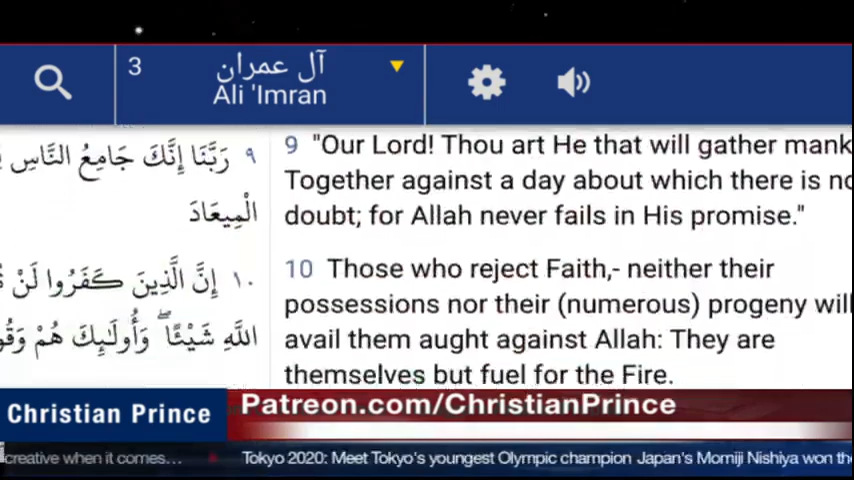 3
آل عمران
Ali 'Imran
٩ رَبَّنَا إِنَّكَ جَامِعُ النَّاسِ
الْمِيعَادَ
١٠ إِنَّ الَّذِينَ كَفَرُوا لَنْ
اللَّهِ شَيْئًا ۖ وَأُولَـٰئِكَ هُمْ وَقُو
9 "Our Lord! Thou art He that will gather mank
Together against a day about which there is no
doubt; for Allah never fails in His promise."
10 Those who reject Faith,- neither their
possessions nor their (numerous) progeny will
avail them aught against Allah: They are
themselves but fuel for the Fire.
Christian Prince
Patreon.com/ChristianPrince
creative when it comes...
Tokyo 2020: Meet Tokyo's youngest Olympic champion Japan's Momiji Nishiya won the